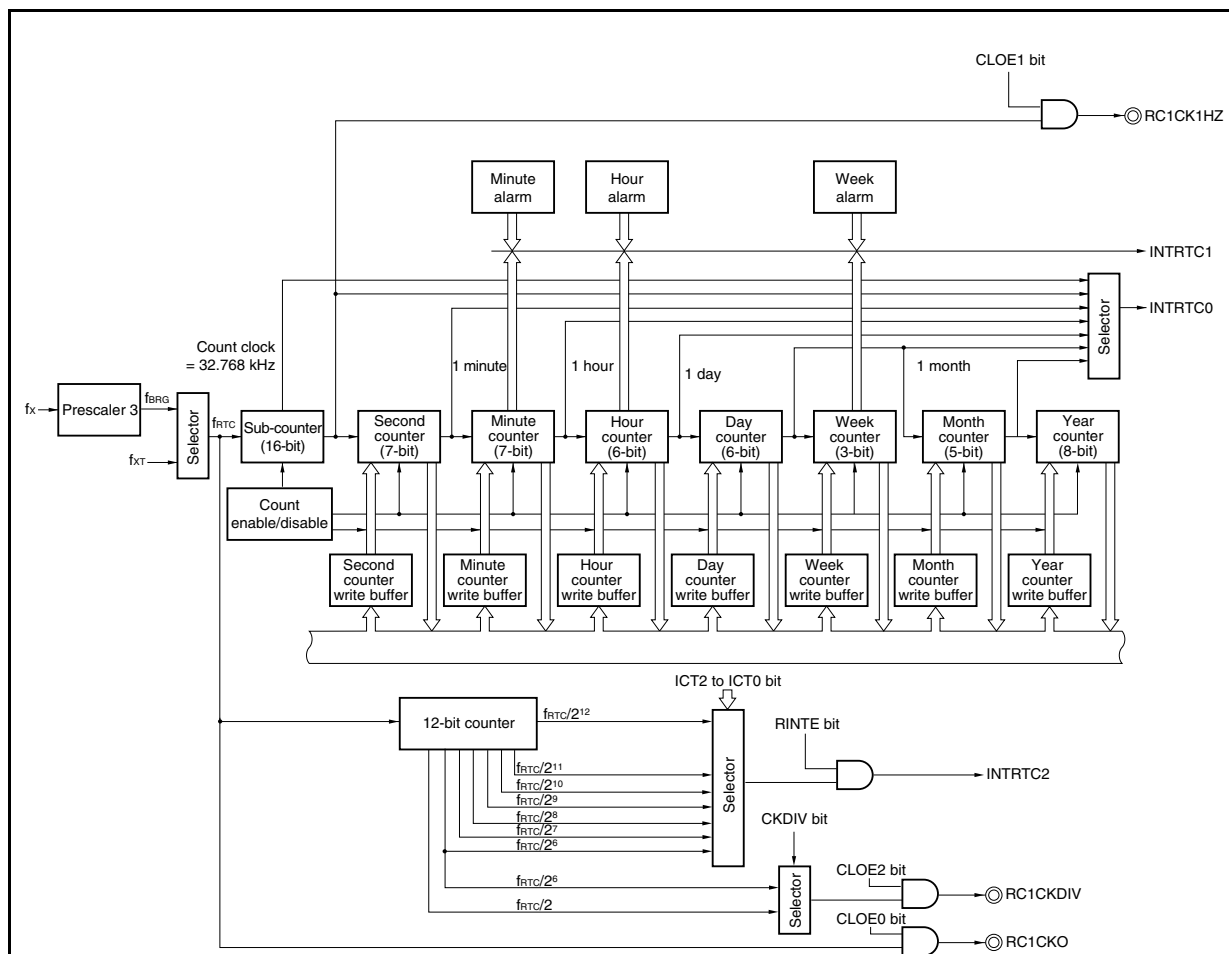 CLOE1 bit
RC1CK1HZ
Minute
alarm
Hour
alarm
Week
alarm
INTRTC1
INTRTC0
Selector
Count clock
= 32.768 kHz
1 minute
1 hour
1 day
1 month
fX
Prescaler 3
fBRG
Selector
fRTC
fXT
Sub-counter
(16-bit)
Second
counter
(7-bit)
Minute
counter
(7-bit)
Hour
counter
(6-bit)
Day
counter
(6-bit)
Week
counter
(3-bit)
Month
counter
(5-bit)
Year
counter
(8-bit)
Count
enable/disable
Second
counter
write buffer
Minute
counter
write buffer
Hour
counter
write buffer
Day
counter
write buffer
Week
counter
write buffer
Month
counter
write buffer
Year
counter
write buffer
ICT2 to ICT0 bit
12-bit counter
fRTC/2¹²
fRTC/2¹¹
fRTC/2¹⁰
fRTC/2⁹
fRTC/2⁸
fRTC/2⁷
fRTC/2⁶
Selector
RINTE bit
INTRTC2
CKDIV bit
fRTC/2⁶
fRTC/2
Selector
CLOE2 bit
RC1CKDIV
CLOE0 bit
RC1CKO